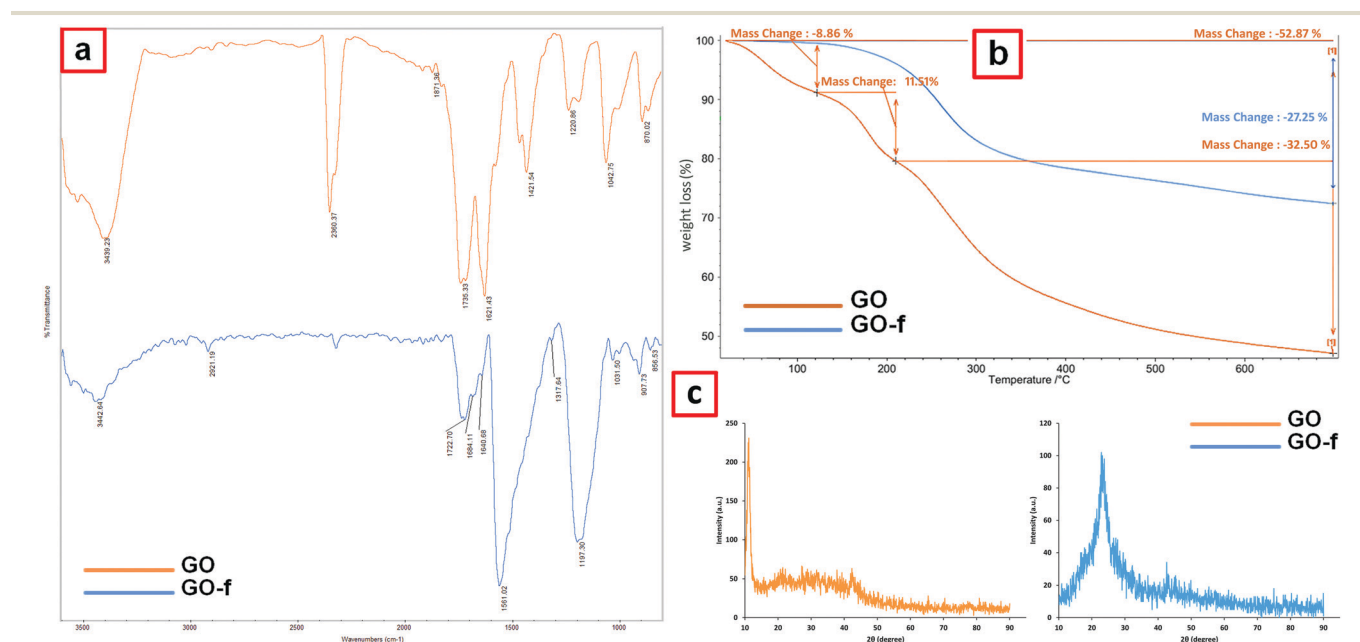 a
3439.23
2360.37
1871.36
1735.33
1621.43
1421.54
1220.86
1042.75
870.02
% Transmittance
3442.64
2921.19
1722.70
1684.11
1640.68
1561.02
1317.64
1197.30
1031.50
907.73
856.53
GO
GO-f
3500 3000 2500 2000 1500 1000
Wavenumbers (cm-1)
b
Mass Change : -8.86 %
Mass Change : -52.87 %
Mass Change: 11.51%
Mass Change : -27.25 %
Mass Change : -32.50 %
[1]
[1]
weight loss (%)
100
90
80
70
60
50
GO
GO-f
100 200 300 400 500 600
Temperature /°C
c
GO
GO-f
Intensity (a.u.)
250
200
150
100
50
0
10 20 30 40 50 60 70 80 90
2θ (degree)
Intensity (a.u.)
120
100
80
60
40
20
0
10 20 30 40 50 60 70 80 90
2θ (degree)